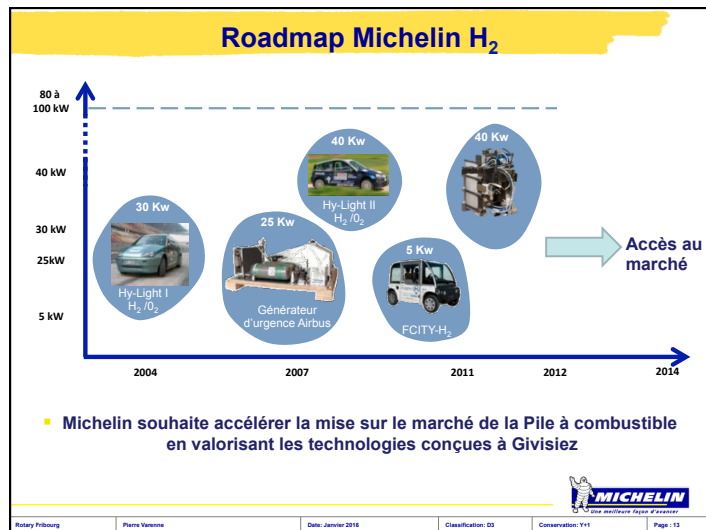 Roadmap Michelin H₂
80 à
100 kW
40 kW
30 kW
25kW
5 kW
30 Kw
Hy-Light I
H₂ /0₂
25 Kw
Générateur
d'urgence Airbus
40 Kw
Hy-Light II
H₂ /0₂
5 Kw
FCITY-H₂
40 Kw
Accès au
marché
2004
2007
2011
2012
2014
Michelin souhaite accélérer la mise sur le marché de la Pile à combustible
en valorisant les technologies conçues à Givisiez
MICHELIN
Une meilleure façon d'avancer
Rotary Fribourg
Pierre Varenne
Date: Janvier 2016
Classification: D3
Conservation: Y+1
Page : 13